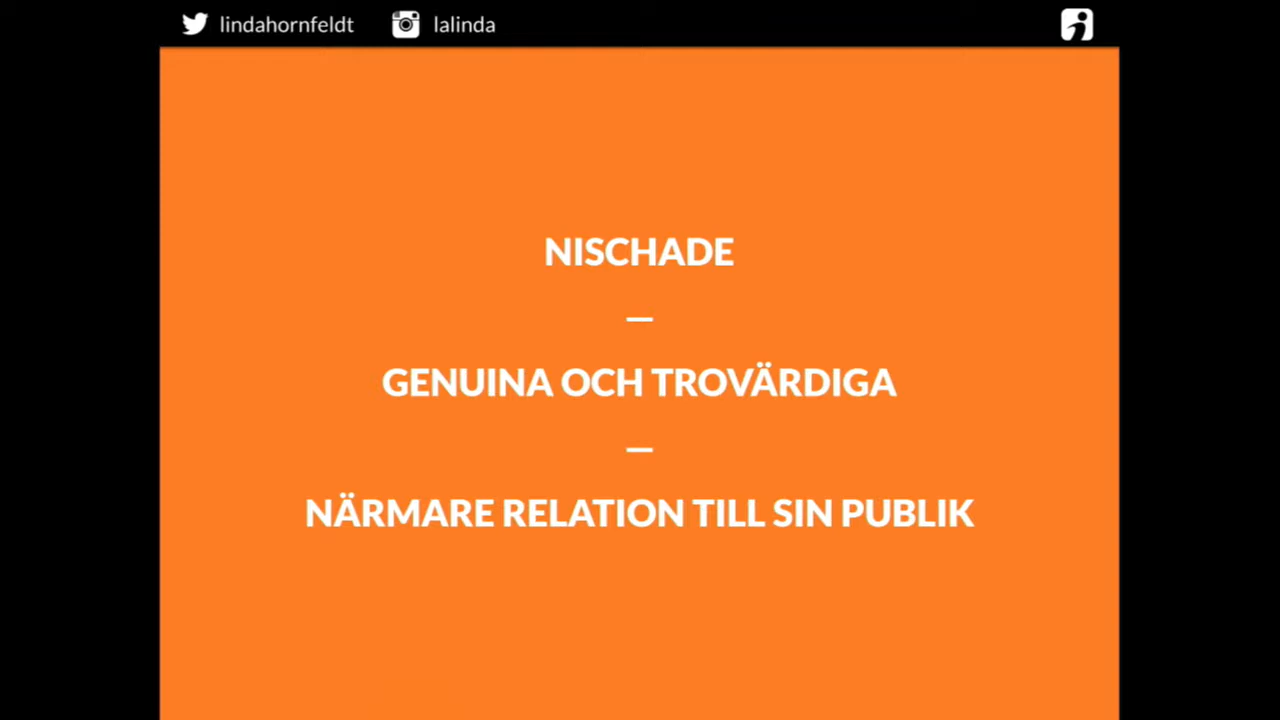 lindahornfeldt lalinda
NISCHADE
–
GENUINA OCH TROVÄRDIGA
–
NÄRMARE RELATION TILL SIN PUBLIK